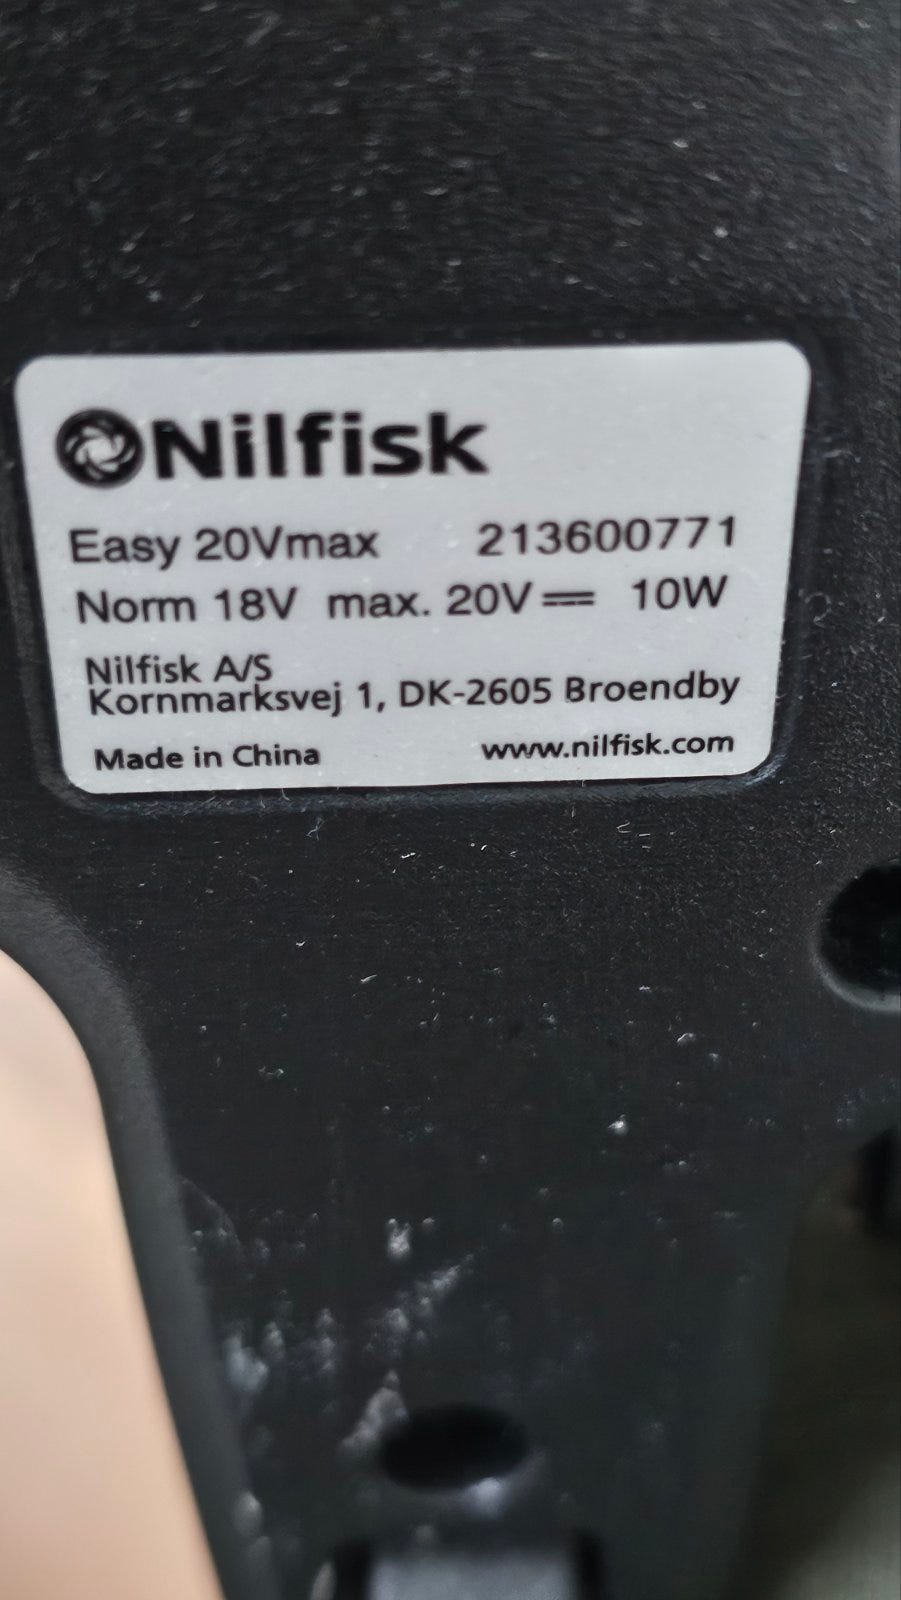 Nilfisk
Easy 20Vmax 213600771
Norm 18V max. 20V⎓ 10W
Nilfisk A/S
Kornmarksvej 1, DK-2605 Broendby
Made in China www.nilfisk.com